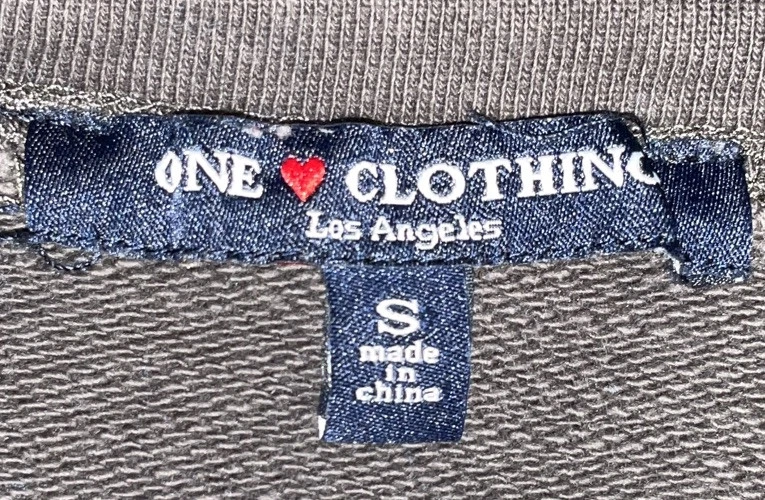 ONE ❤ CLOTHING
Los Angeles
S
made
in
china